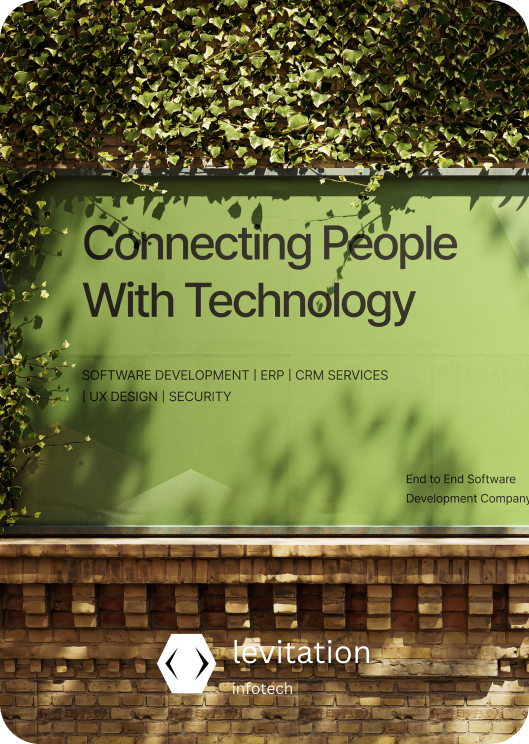 Connecting People
With Technology
SOFTWARE DEVELOPMENT | ERP | CRM SERVICES
| UX DESIGN | SECURITY
End to End Software
Development Company
levitation
infotech